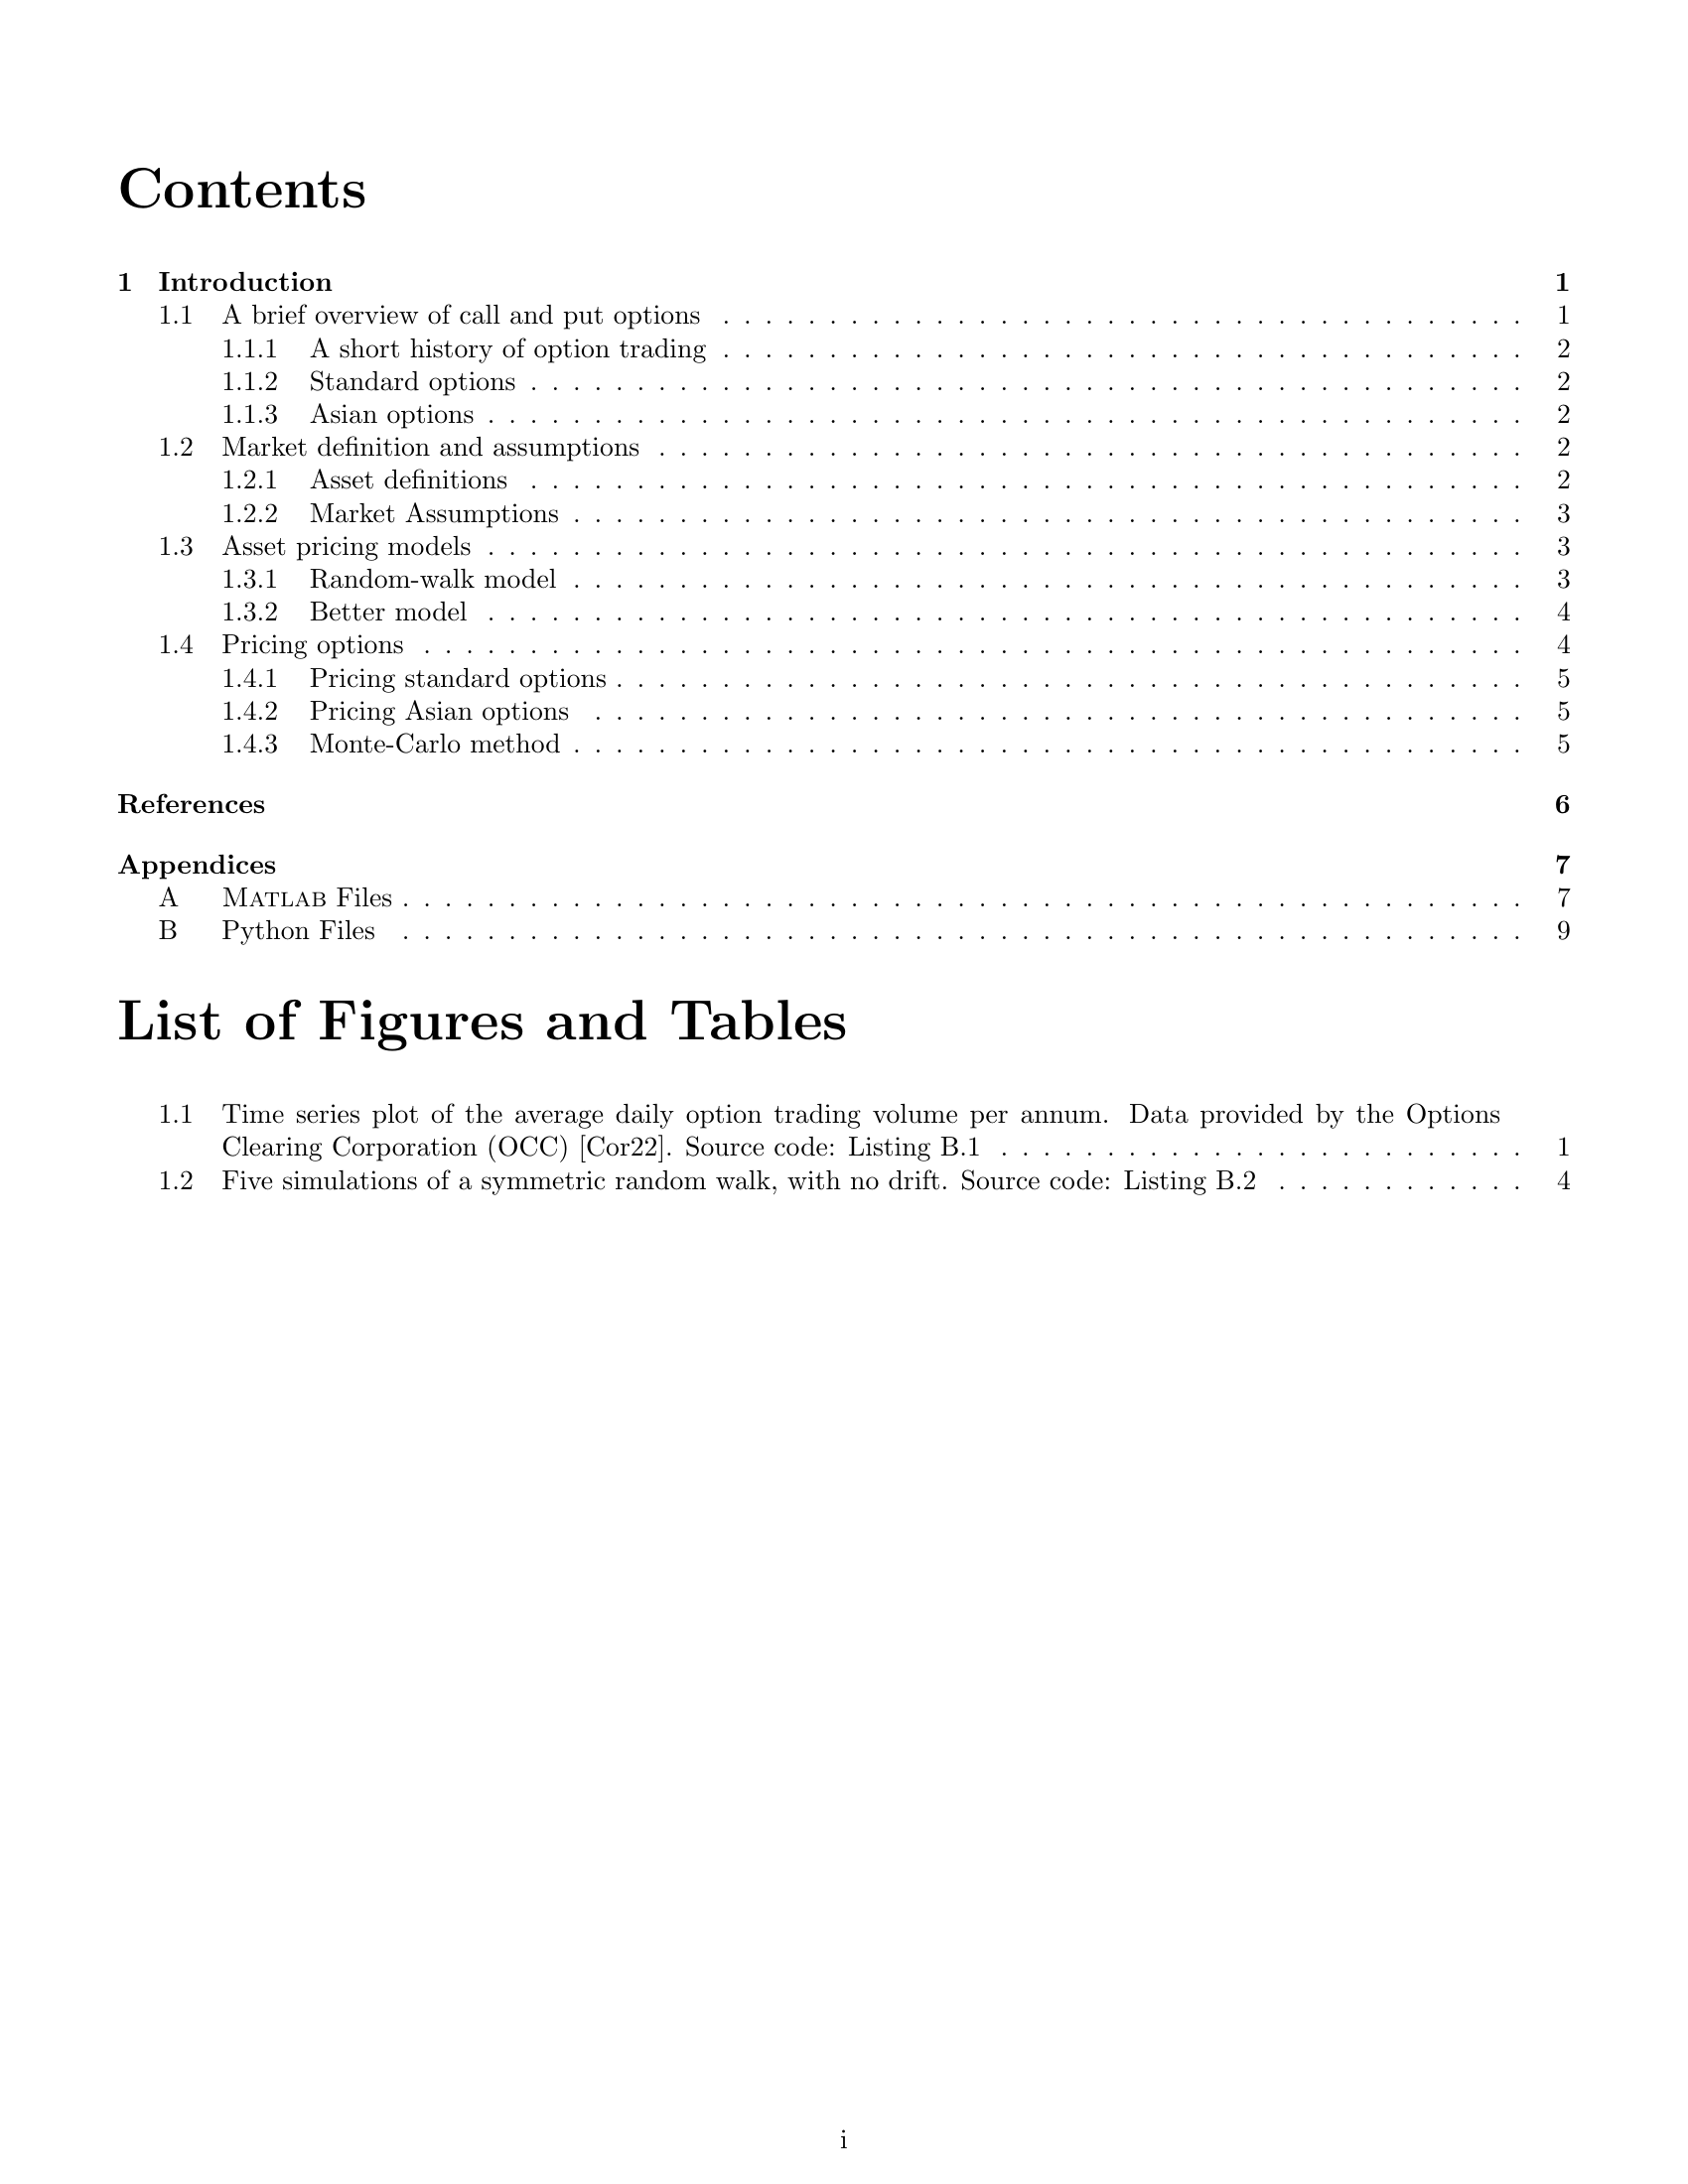 Contents
1 Introduction 1
1.1 A brief overview of call and put options . . . . . . . . . . . . . . . . . . . . . . . . . . . . . . . . . . . . . . 1
1.1.1 A short history of option trading . . . . . . . . . . . . . . . . . . . . . . . . . . . . . . . . . . . . . . 2
1.1.2 Standard options . . . . . . . . . . . . . . . . . . . . . . . . . . . . . . . . . . . . . . . . . . . . . . . 2
1.1.3 Asian options . . . . . . . . . . . . . . . . . . . . . . . . . . . . . . . . . . . . . . . . . . . . . . . . . 2
1.2 Market definition and assumptions . . . . . . . . . . . . . . . . . . . . . . . . . . . . . . . . . . . . . . . . . 2
1.2.1 Asset definitions . . . . . . . . . . . . . . . . . . . . . . . . . . . . . . . . . . . . . . . . . . . . . . . 2
1.2.2 Market Assumptions . . . . . . . . . . . . . . . . . . . . . . . . . . . . . . . . . . . . . . . . . . . . . 3
1.3 Asset pricing models . . . . . . . . . . . . . . . . . . . . . . . . . . . . . . . . . . . . . . . . . . . . . . . . . 3
1.3.1 Random-walk model . . . . . . . . . . . . . . . . . . . . . . . . . . . . . . . . . . . . . . . . . . . . . 3
1.3.2 Better model . . . . . . . . . . . . . . . . . . . . . . . . . . . . . . . . . . . . . . . . . . . . . . . . . 4
1.4 Pricing options . . . . . . . . . . . . . . . . . . . . . . . . . . . . . . . . . . . . . . . . . . . . . . . . . . . . 4
1.4.1 Pricing standard options . . . . . . . . . . . . . . . . . . . . . . . . . . . . . . . . . . . . . . . . . . . 5
1.4.2 Pricing Asian options . . . . . . . . . . . . . . . . . . . . . . . . . . . . . . . . . . . . . . . . . . . . 5
1.4.3 Monte-Carlo method . . . . . . . . . . . . . . . . . . . . . . . . . . . . . . . . . . . . . . . . . . . . . 5
References 6
Appendices 7
A Matlab Files . . . . . . . . . . . . . . . . . . . . . . . . . . . . . . . . . . . . . . . . . . . . . . . . . . . . . 7
B Python Files . . . . . . . . . . . . . . . . . . . . . . . . . . . . . . . . . . . . . . . . . . . . . . . . . . . . . 9
List of Figures and Tables
1.1 Time series plot of the average daily option trading volume per annum. Data provided by the Options
Clearing Corporation (OCC) [Cor22]. Source code: Listing B.1 . . . . . . . . . . . . . . . . . . . . . . . . . 1
1.2 Five simulations of a symmetric random walk, with no drift. Source code: Listing B.2 . . . . . . . . . . . . 4
i